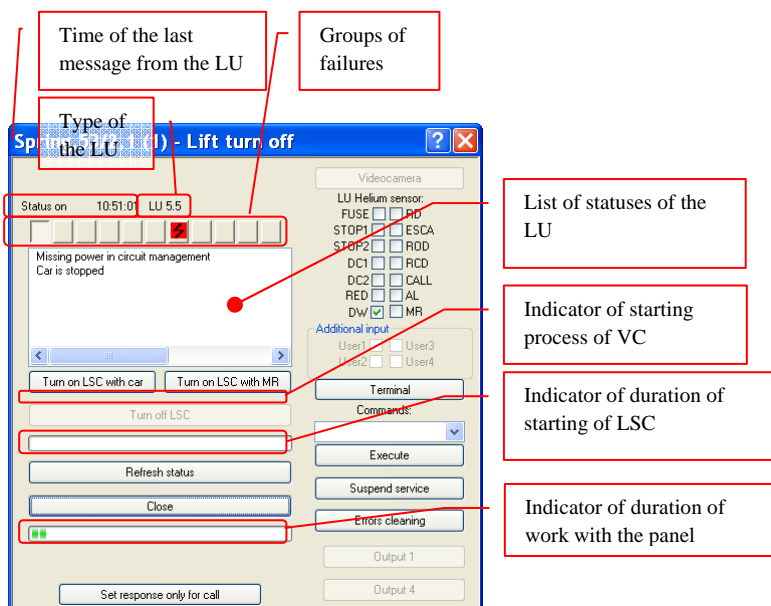 Time of the last
message from the LU
Groups of
failures
Type of
the LU
1) - Lift turn off
Status on 10:51:01 LU 5.5
Videocamera
LU Helium sensor:
FUSE RD
STOP1 ESCA
STOP2 ROD
DC1 RCD
DC2 CALL
RED AL
DW MR
Additional input
User1 User3
User2 User4
Missing power in circuit management
Car is stopped
Turn on LSC with car Turn on LSC with MR
Turn off LSC
Refresh status
Close
Set response only for call
Terminal
Commands:
Execute
Suspend service
Errors cleaning
Output 1
Output 4
List of statuses of the
LU
Indicator of starting
process of VC
Indicator of duration of
starting of LSC
Indicator of duration of
work with the panel